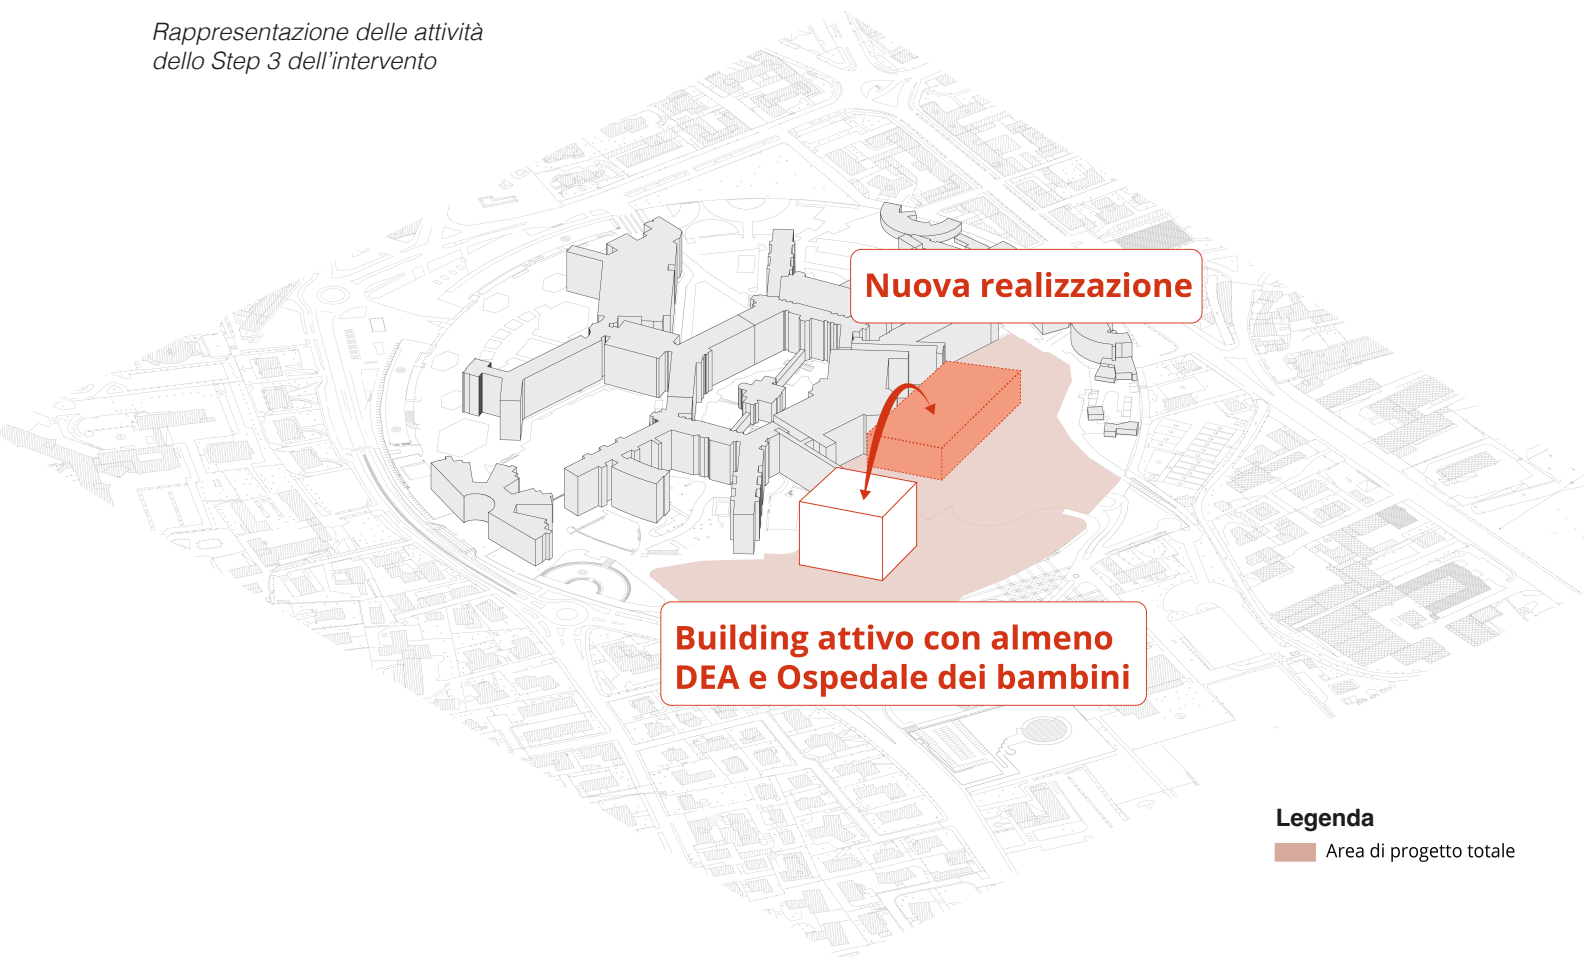 Rappresentazione delle attività
dello Step 3 dell’intervento
Nuova realizzazione
Building attivo con almeno
DEA e Ospedale dei bambini
Legenda
Area di progetto totale